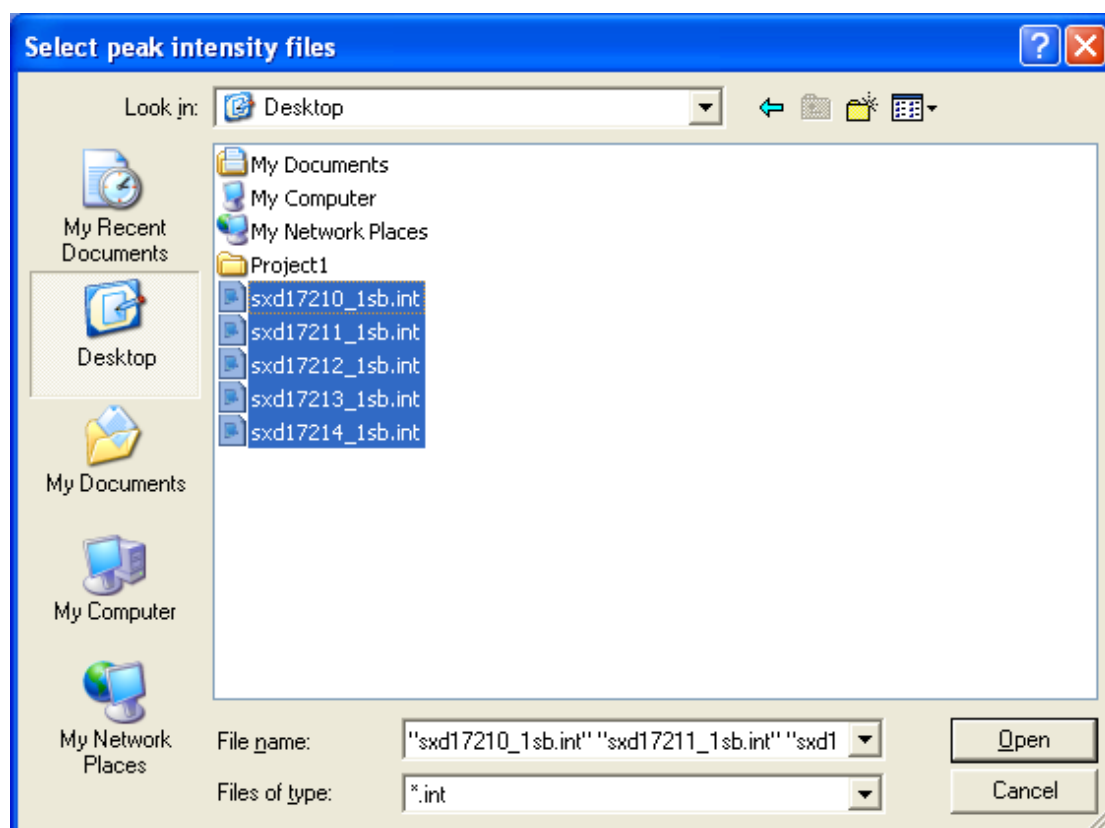 Select peak intensity files
Look in:
Desktop
My Recent
Documents
Desktop
My Documents
My Computer
My Network
Places
My Documents
My Computer
My Network Places
Project1
sxd17210_1sb.int
sxd17211_1sb.int
sxd17212_1sb.int
sxd17213_1sb.int
sxd17214_1sb.int
File name:
"sxd17210_1sb.int" "sxd17211_1sb.int" "sxd1
Open
Files of type:
*.int
Cancel